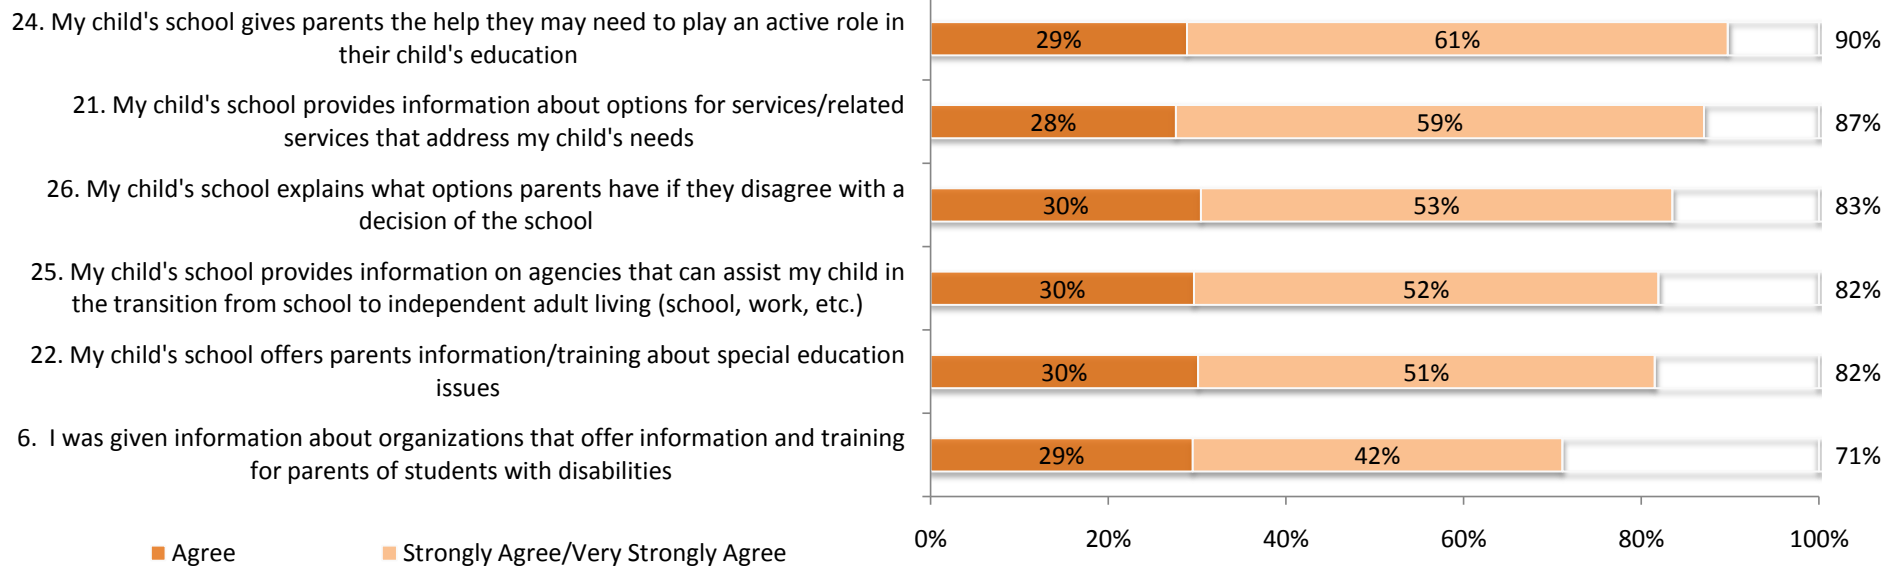 24. My child's school gives parents the help they may need to play an active role in
their child's education
29%
61%
90%
21. My child's school provides information about options for services/related
services that address my child's needs
28%
59%
87%
26. My child's school explains what options parents have if they disagree with a
decision of the school
30%
53%
83%
25. My child's school provides information on agencies that can assist my child in
the transition from school to independent adult living (school, work, etc.)
30%
52%
82%
22. My child's school offers parents information/training about special education
issues
30%
51%
82%
6. I was given information about organizations that offer information and training
for parents of students with disabilities
29%
42%
71%
0% 20% 40% 60% 80% 100%
Agree
Strongly Agree/Very Strongly Agree